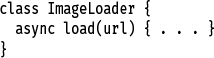 class ImageLoader {
  async load(url) { . . . }
}